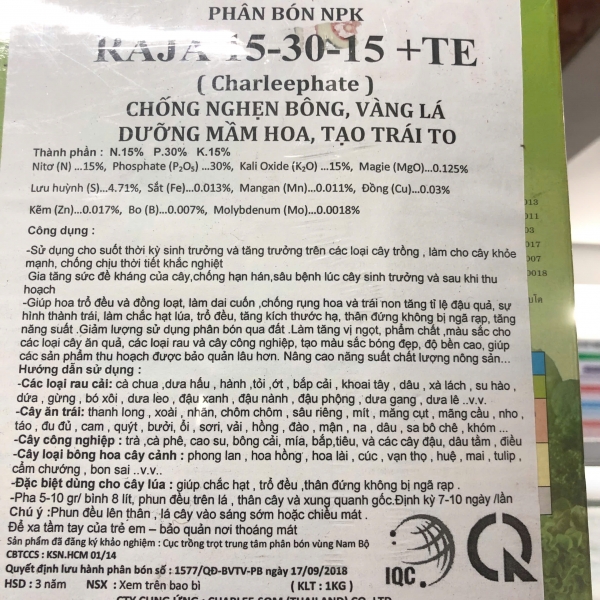 PHÂN BÓN NPK
RAJA 15-30-15 +TE
( Charleephate )
CHỐNG NGHẸN BÔNG, VÀNG LÁ
DƯỠNG MẦM HOA, TẠO TRÁI TO
Thành phần : N.15% P.30% K.15%
Nitơ (N) ...15%, Phosphate (P₂O₅) ...30%, Kali Oxide (K₂O) ...15%, Magie (MgO)...0.125%
Lưu huỳnh (S)...4.71%, Sắt (Fe)...0.013%, Mangan (Mn)...0.011%, Đồng (Cu)...0.03%
Kẽm (Zn)...0.017%, Bo (B)...0.007%, Molybdenum (Mo)...0.0018%
Công dụng :
-Sử dụng cho suốt thời kỳ sinh trưởng và tăng trưởng trên các loại cây trồng , làm cho cây khỏe
mạnh, chống chịu thời tiết khắc nghiệt
Gia tăng sức đề kháng của cây,chống hạn hán,sâu bệnh lúc cây sinh trưởng và sau khi thu
hoạch
-Giúp hoa trổ đều và đồng loạt, làm dai cuốn ,chống rụng hoa và trái non tăng tỉ lệ đậu quả, sự
hình thành trái, làm chắc hạt lúa, trổ đều, tăng kích thước hạ, thân đứng không bị ngã rạp, tăng
năng suất .Giảm lượng sử dụng phân bón qua đất .Làm tăng vị ngọt, phẩm chất ,màu sắc cho
các loại cây ăn quả, các loại rau và cây công nghiệp, tạo màu sắc bóng đẹp, độ bền cao, giúp
các sản phẩm thu hoạch được bảo quản lâu hơn. Nâng cao năng suất chất lượng nông sản...
Hướng dẫn sử dụng :
-Các loại rau cải: cà chua ,dưa hấu , hành ,tỏi ,ớt , bắp cải , khoai tây , dâu , xà lách , su hào ,
dứa , gừng , bó xôi , dưa leo , đậu xanh , đậu nành , đậu phộng , dưa gang , dưa lê ..v.v.
-Cây ăn trái: thanh long , xoài , nhãn, chôm chôm , sâu riêng , mít , măng cụt , mãng cầu , nho ,
táo , đu đủ , cam , quýt , bưởi, ổi , sơri, vải , hồng , đào , mận , na , dâu , sa bô chê , khóm ...
-Cây công nghiệp : trà ,cà phê, cao su, bông cải, mía, bắp,tiêu, và các cây đậu, dâu tằm , điều
-Cây loại bông hoa cây cảnh : phong lan , hoa hồng , hoa lài , cúc , vạn thọ , huệ , mai , tulip ,
cẩm chướng , bon sai ..v.v..
-Đặc biệt dùng cho cây lúa : giúp chắc hạt , trổ đều ,thân đứng không bị ngã rạp .
-Pha 5-10 gr/ bình 8 lít, phun đều trên lá , thân cây và xung quanh gốc.Định kỳ 7-10 ngày /lần
Chú ý :Phun đều lên thân , lá cây vào sáng sớm hoặc chiều mát .
Để xa tầm tay của trẻ em – bảo quản nơi thoáng mát
Sản phẩm đã đăng ký khảo nghiệm : Cục trồng trọt trung tâm phân bón vùng Nam Bộ
CBTCCS : KSN.HCM 01/14
Quyết định lưu hành phân bón số : 1577/QĐ-BVTV-PB ngày 17/09/2018
HSD : 3 năm NSX : Xem trên bao bì ( KLT : 1KG )
IQC
CTY CUNG ỨNG : CHARLEE SOM (THAILAND) CO., LTD